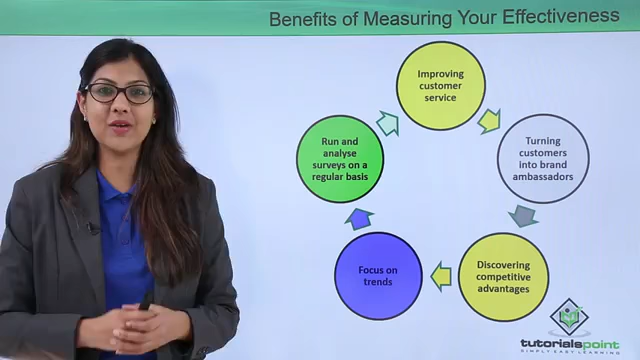 Benefits of Measuring Your Effectiveness
Improving
customer
service
Turning
customers
into brand
ambassadors
Discovering
competitive
advantages
Focus on
trends
Run and
analyse
surveys on a
regular basis
tutorialspoint
SIMPLY EASY LEARNING